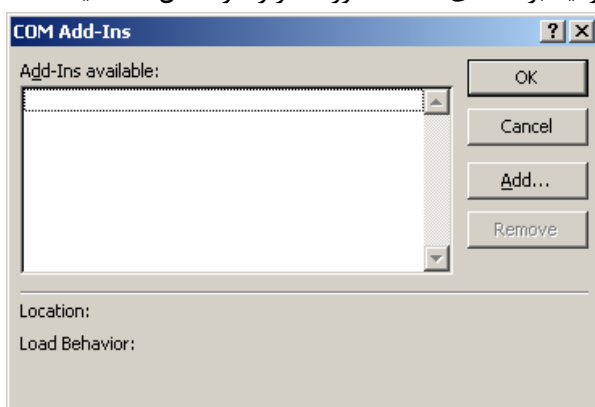 COM Add-Ins
Add-Ins available:
OK
Cancel
Add...
Remove
Location:
Load Behavior: